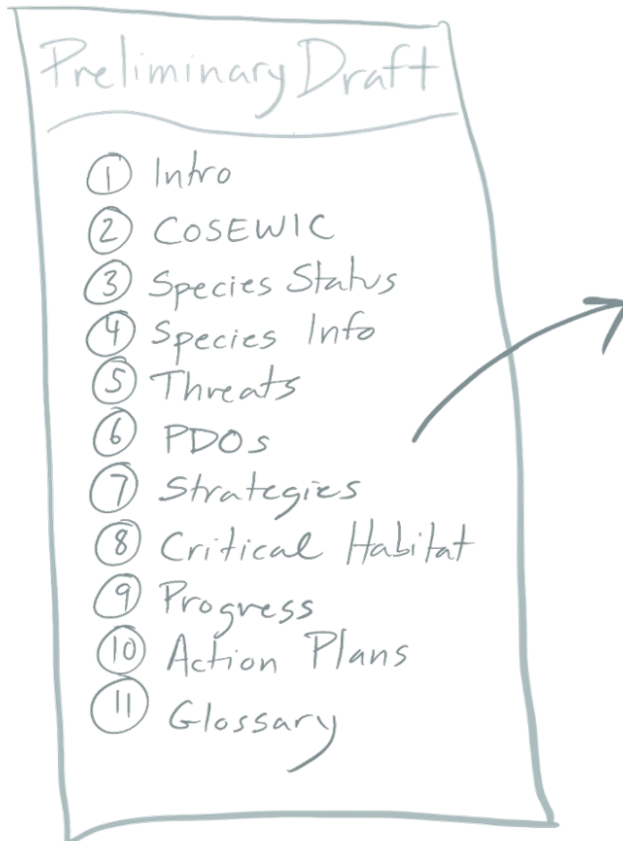 Preliminary Draft
① Intro
② COSEWIC
③ Species Status
④ Species Info
⑤ Threats
⑥ PDOs
⑦ Strategies
⑧ Critical Habitat
⑨ Progress
⑩ Action Plans
⑪ Glossary